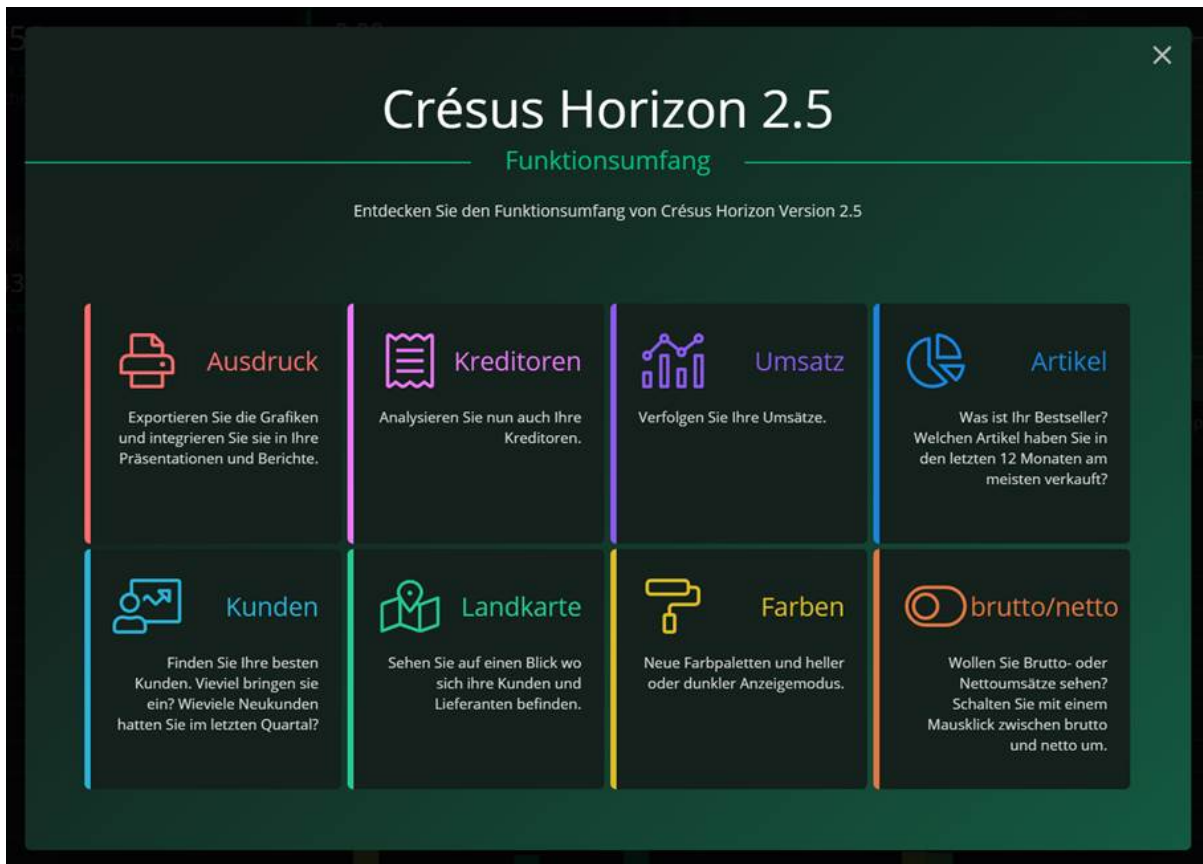 Crésus Horizon 2.5
Funktionsumfang
Entdecken Sie den Funktionsumfang von Crésus Horizon Version 2.5
Ausdruck
Exportieren Sie die Grafiken
und integrieren Sie sie in Ihre
Präsentationen und Berichte.
Kreditoren
Analysieren Sie nun auch Ihre
Kreditoren.
Umsatz
Verfolgen Sie Ihre Umsätze.
Artikel
Was ist Ihr Bestseller?
Welchen Artikel haben Sie in
den letzten 12 Monaten am
meisten verkauft?
Kunden
Finden Sie Ihre besten
Kunden. Vieviel bringen sie
ein? Wieviele Neukunden
hatten Sie im letzten Quartal?
Landkarte
Sehen Sie auf einen Blick wo
sich ihre Kunden und
Lieferanten befinden.
Farben
Neue Farbpaletten und heller
oder dunkler Anzeigemodus.
brutto/netto
Wollen Sie Brutto- oder
Nettoumsätze sehen?
Schalten Sie mit einem
Mausklick zwischen brutto
und netto um.